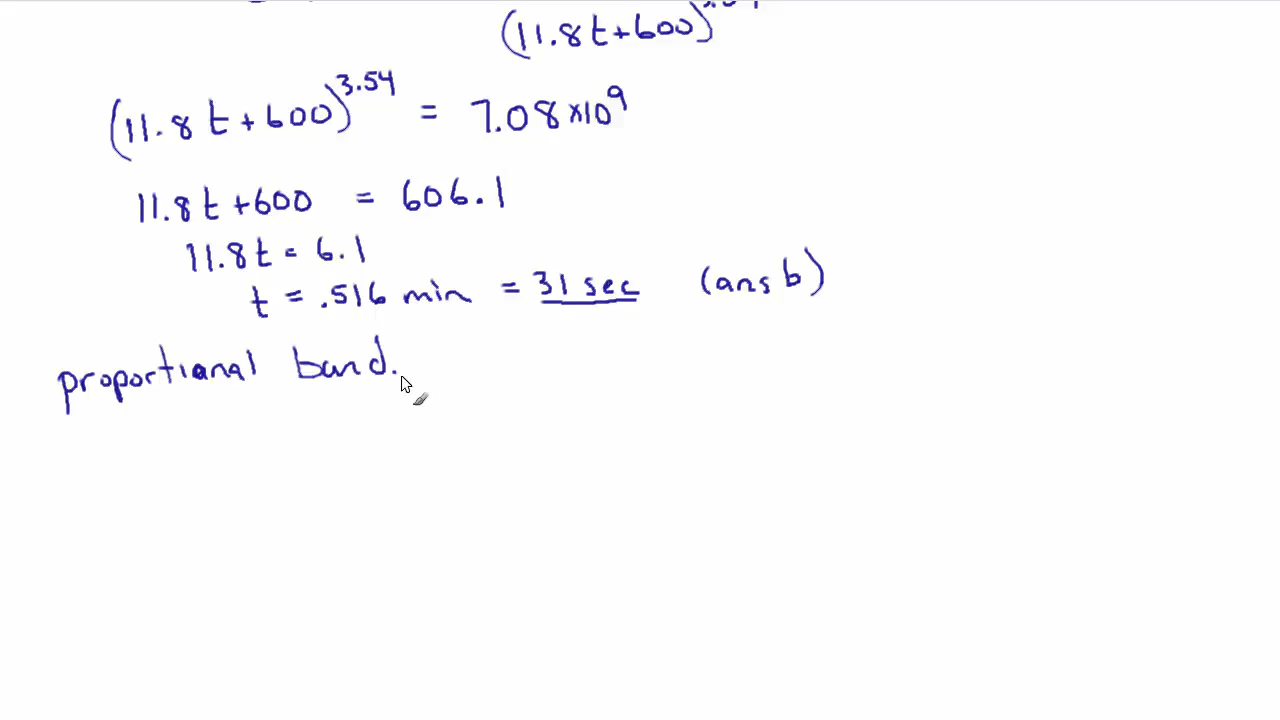 (11.8t+600)
(11.8t+600)^3.54 = 7.08×10^9
11.8t+600 = 606.1
11.8t = 6.1
t = .516 min = 31 sec (ans b)
proportional band.